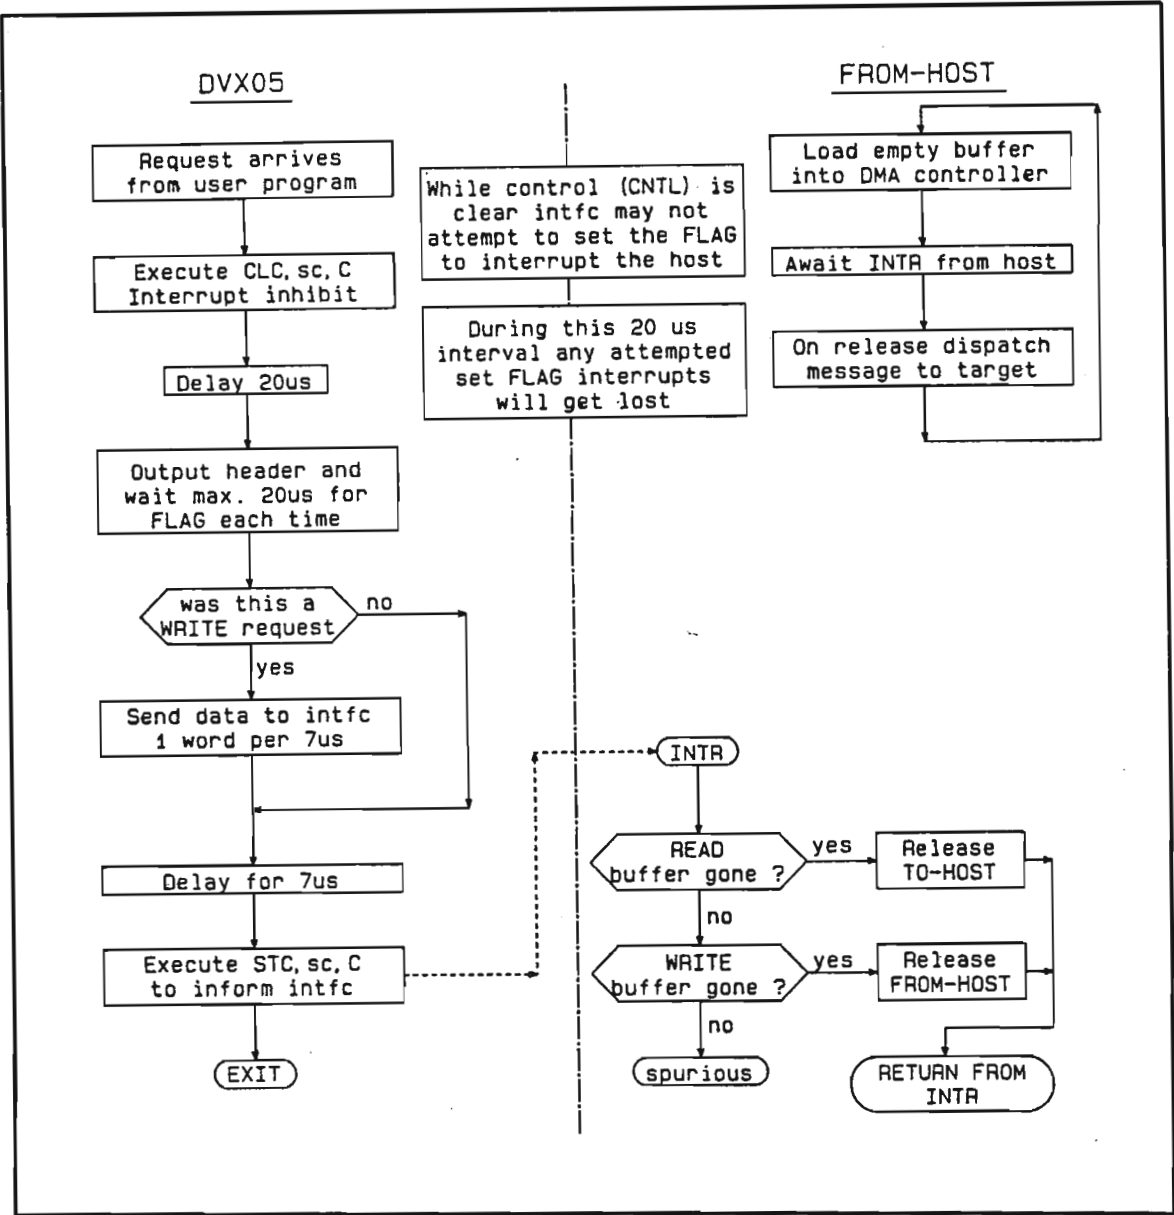 DVX05
Request arrives
from user program
Execute CLC,sc,C
Interrupt inhibit
Delay 20us
Output header and
wait max. 20us for
FLAG each time
was this a
WRITE request
no
yes
Send data to intfc
1 word per 7us
Delay for 7us
Execute STC,sc,C
to inform intfc
EXIT
While control (CNTL) is
clear intfc may not
attempt to set the FLAG
to interrupt the host
During this 20 us
interval any attempted
set FLAG interrupts
will get lost
FROM-HOST
Load empty buffer
into DMA controller
Await INTR from host
On release dispatch
message to target
INTR
READ
buffer gone ?
yes
Release
TO-HOST
no
WRITE
buffer gone ?
yes
Release
FROM-HOST
no
spurious
RETURN FROM
INTR